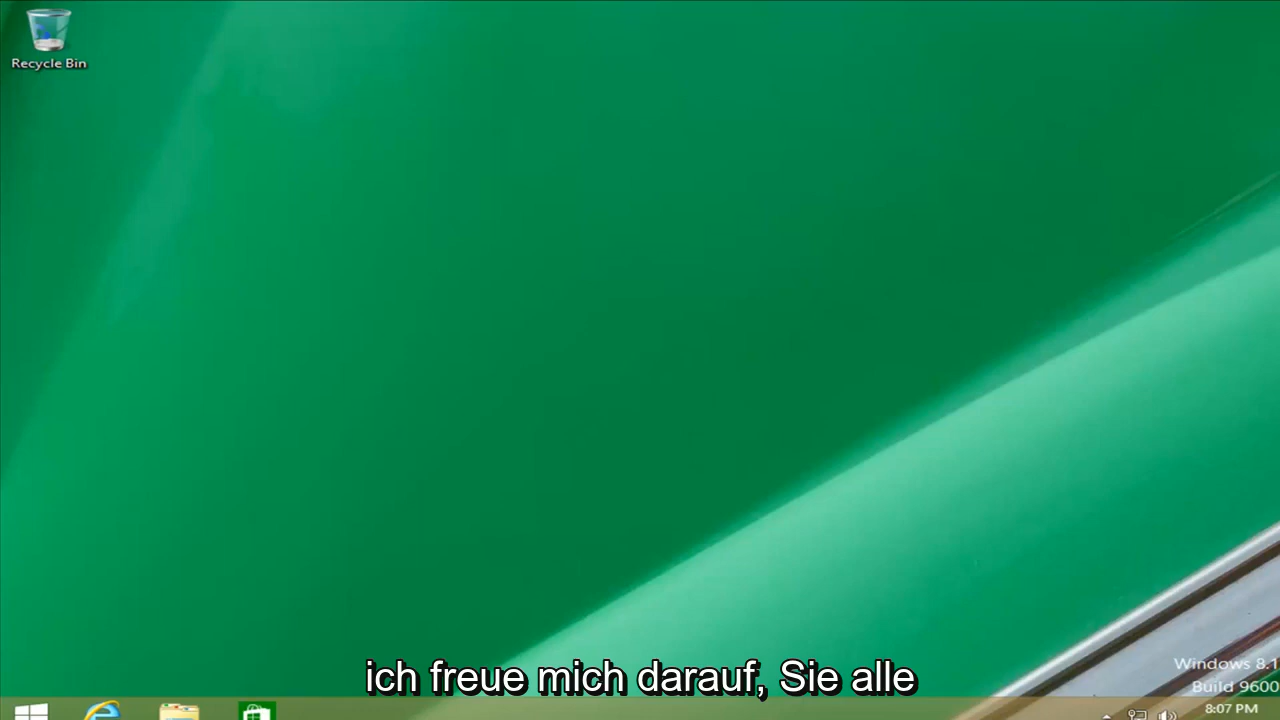 Recycle Bin
ich freue mich darauf, Sie alle
Windows 8.1
Build 9600
8:07 PM